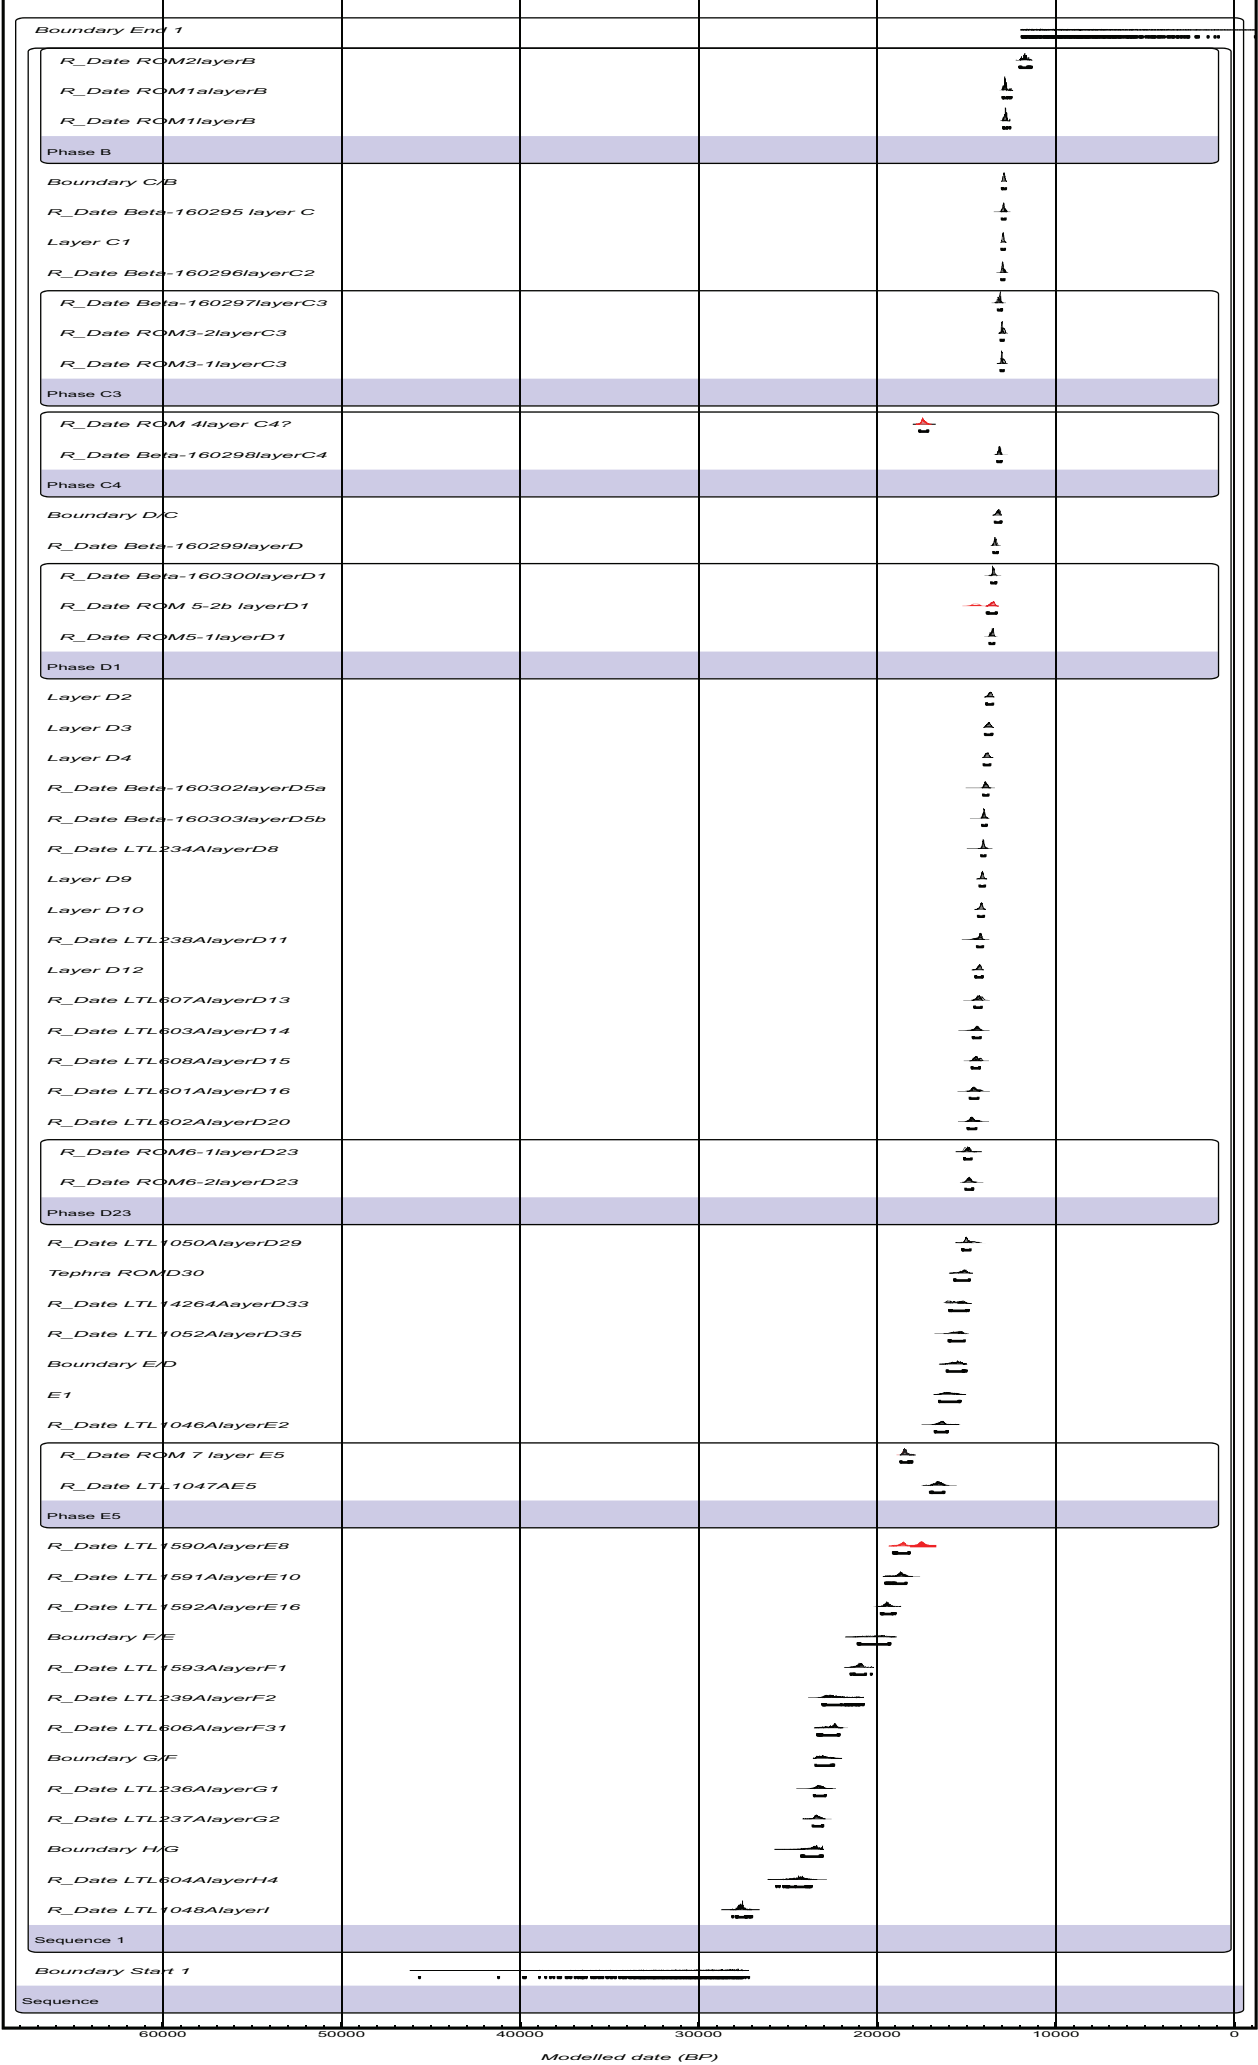 Boundary End 1
R_Date ROM2layerB
R_Date ROM1alayerB
R_Date ROM1layerB
Phase B
Boundary C/B
R_Date Beta-160295 layer C
Layer C1
R_Date Beta-160296layerC2
R_Date Beta-160297layerC3
R_Date ROM3-2layerC3
R_Date ROM3-1layerC3
Phase C3
R_Date ROM 4layer C4?
R_Date Beta-160298layerC4
Phase C4
Boundary D/C
R_Date Beta-160299layerD
R_Date Beta-160300layerD1
R_Date ROM 5-2b layerD1
R_Date ROM5-1layerD1
Phase D1
Layer D2
Layer D3
Layer D4
R_Date Beta-160302layerD5a
R_Date Beta-160303layerD5b
R_Date LTL234AlayerD8
Layer D9
Layer D10
R_Date LTL238AlayerD11
Layer D12
R_Date LTL607AlayerD13
R_Date LTL603AlayerD14
R_Date LTL608AlayerD15
R_Date LTL601AlayerD16
R_Date LTL602AlayerD20
R_Date ROM6-1layerD23
R_Date ROM6-2layerD23
Phase D23
R_Date LTL1050AlayerD29
Tephra ROMD30
R_Date LTL14264AayerD33
R_Date LTL1052AlayerD35
Boundary E/D
E1
R_Date LTL1046AlayerE2
R_Date ROM 7 layer E5
R_Date LTL1047AE5
Phase E5
R_Date LTL1590AlayerE8
R_Date LTL1591AlayerE10
R_Date LTL1592AlayerE16
Boundary F/E
R_Date LTL1593AlayerF1
R_Date LTL239AlayerF2
R_Date LTL606AlayerF31
Boundary G/F
R_Date LTL236AlayerG1
R_Date LTL237AlayerG2
Boundary H/G
R_Date LTL604AlayerH4
R_Date LTL1048AlayerI
Sequence 1
Boundary Start 1
Sequence
60000 50000 40000 30000 20000 10000 0
Modelled date (BP)